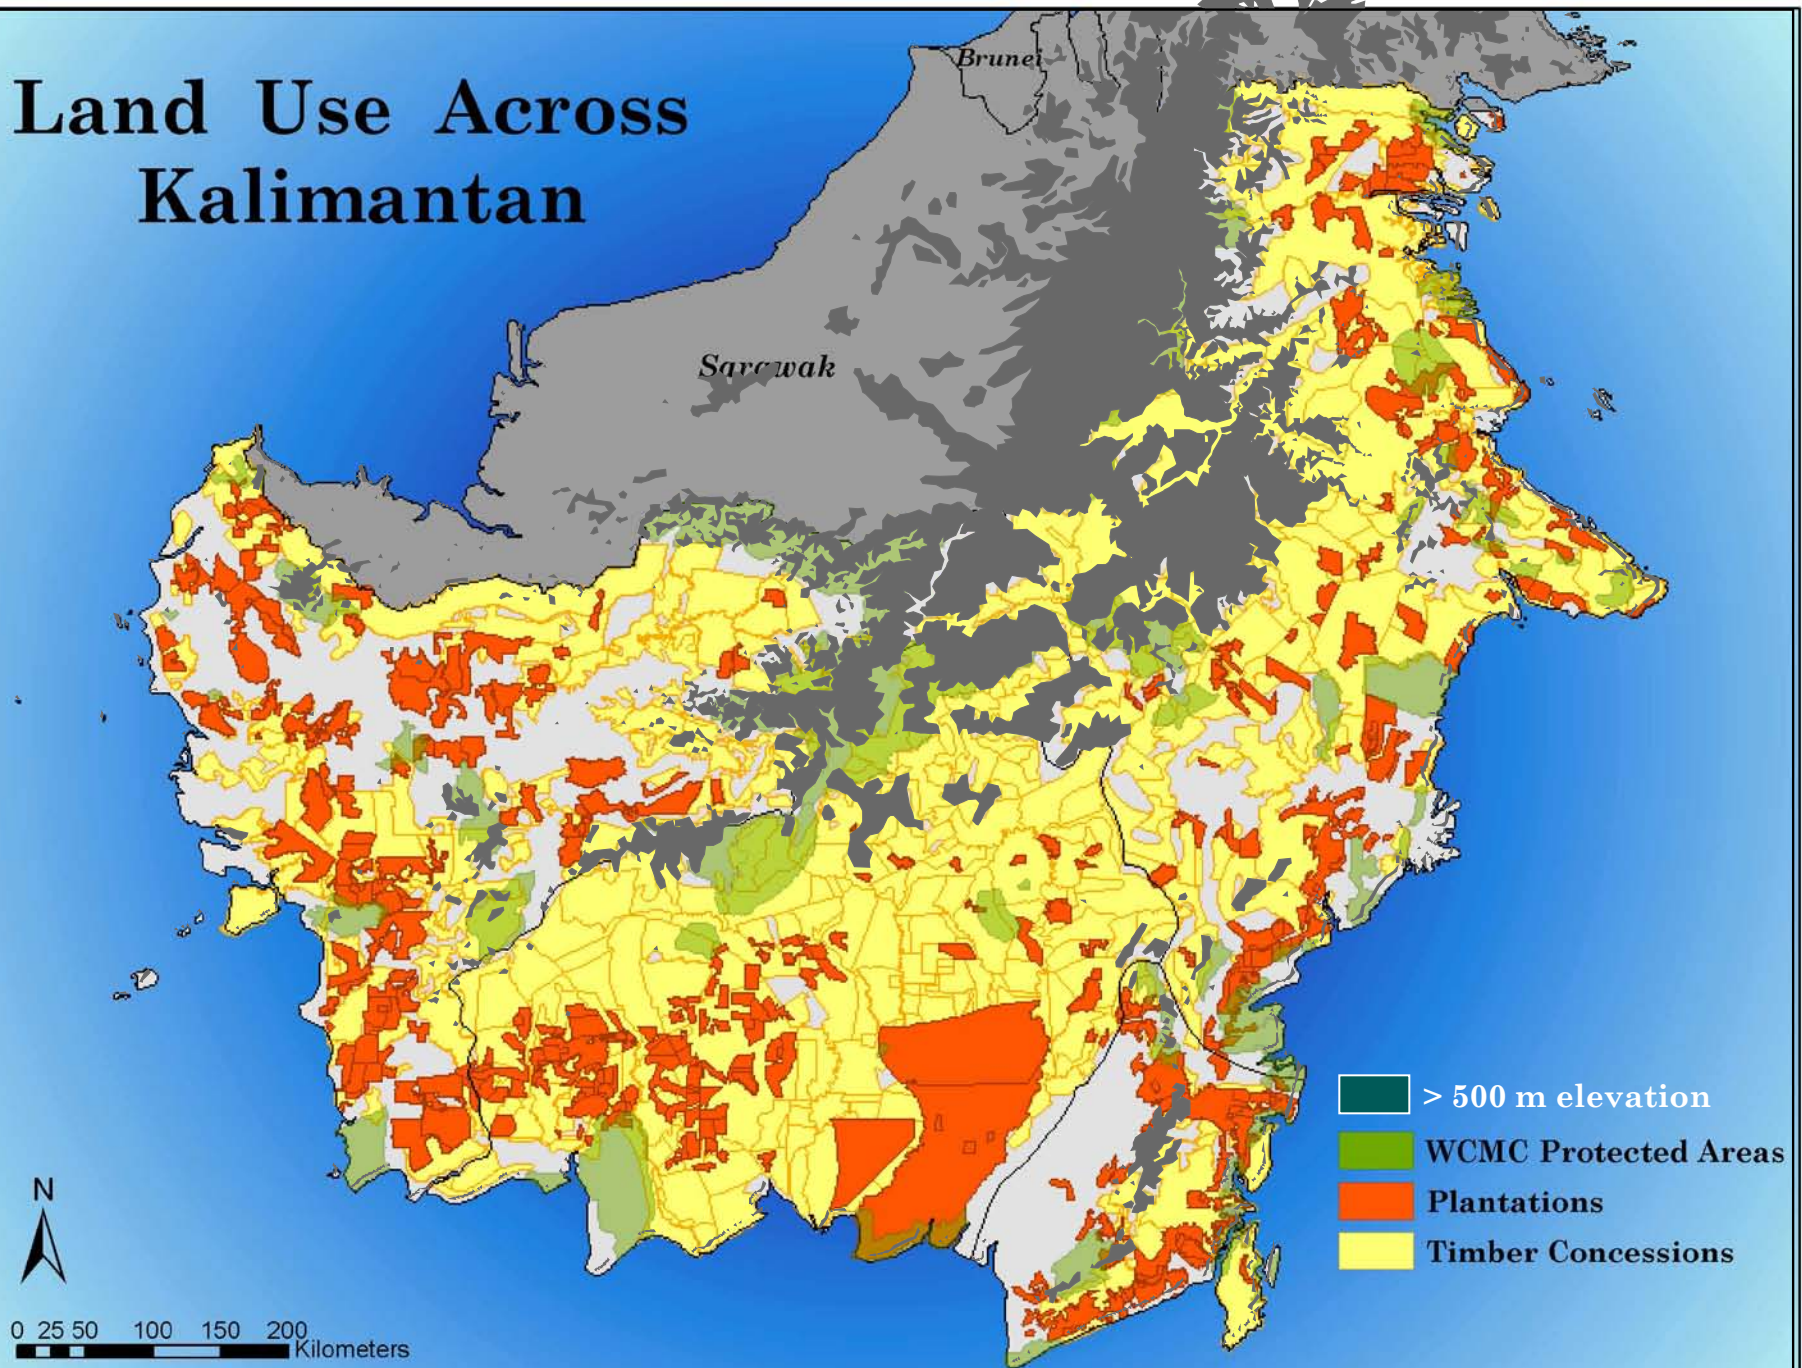 Brunei
Land Use Across
Kalimantan
Sarawak
> 500 m elevation
WCMC Protected Areas
Plantations
Timber Concessions
N
0 25 50 100 150 200
Kilometers